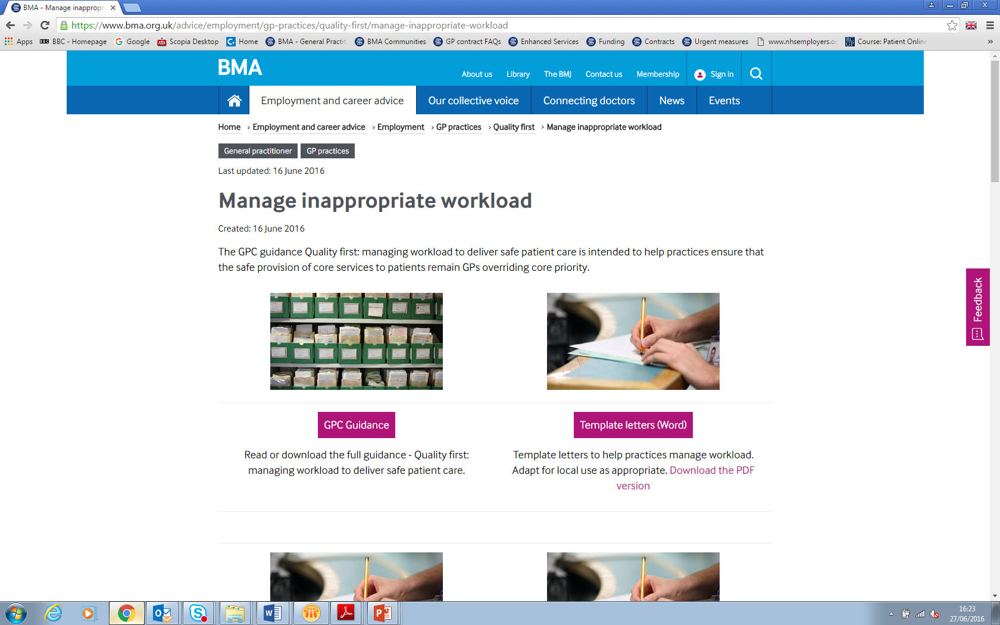 BMA - Manage inappropri
https://www.bma.org.uk/advice/employment/gp-practices/quality-first/manage-inappropriate-workload
Apps BBC - Homepage Google Scopia Desktop Home BMA - General Practit BMA Communities GP contract FAQs Enhanced Services Funding Contracts Urgent measures www.nhsemployers.or Course: Patient Online
BMA
About us Library The BMJ Contact us Membership Sign in
Employment and career advice Our collective voice Connecting doctors News Events
Home › Employment and career advice › Employment › GP practices › Quality first › Manage inappropriate workload
General practitioner GP practices
Last updated: 16 June 2016
Manage inappropriate workload
Created: 16 June 2016
The GPC guidance Quality first: managing workload to deliver safe patient care is intended to help practices ensure that
the safe provision of core services to patients remain GPs overriding core priority.
Feedback
GPC Guidance
Read or download the full guidance - Quality first:
managing workload to deliver safe patient care.
Template letters (Word)
Template letters to help practices manage workload.
Adapt for local use as appropriate. Download the PDF
version
16:23
27/06/2016